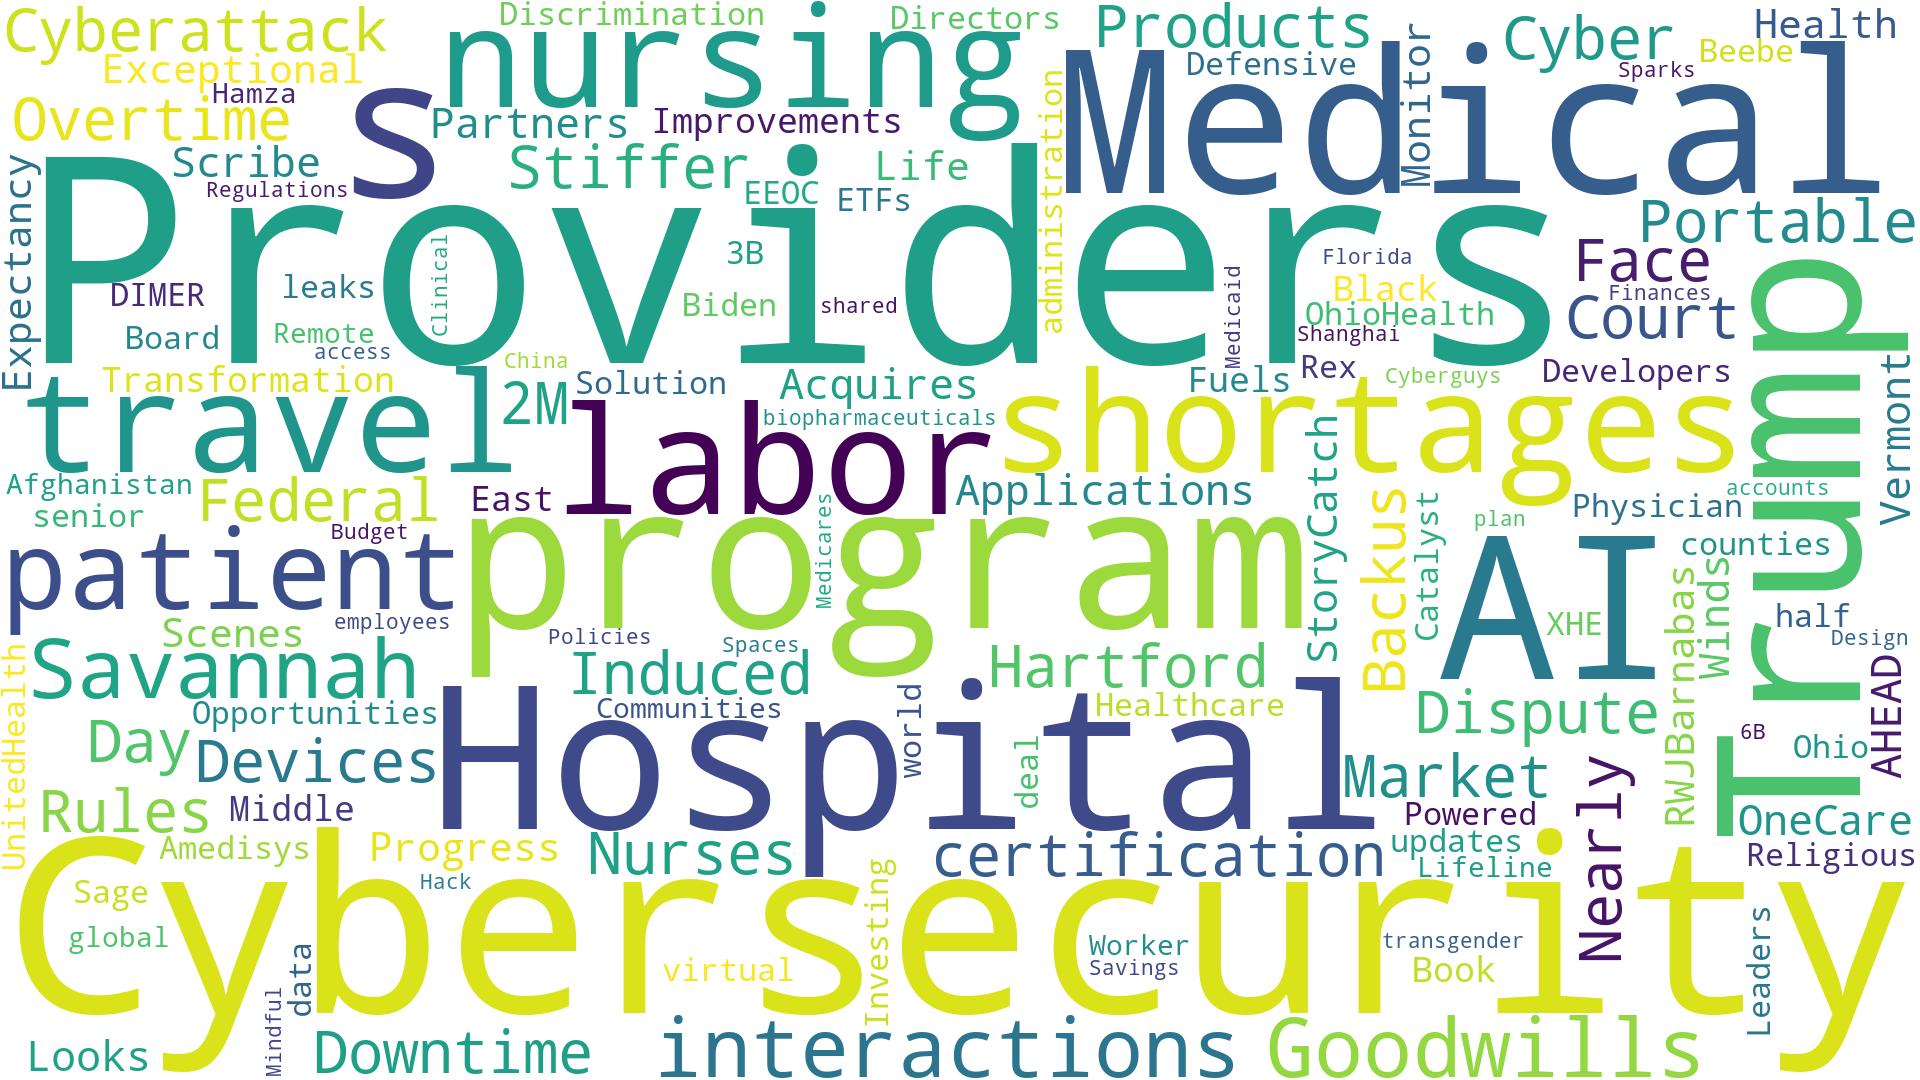 Cyberattack
Discrimination
Directors
nursing
Products
Cyber
Health
Exceptional
Beebe
Defensive
Sparks
Hamza
s
Medical
Monitor
Overtime
Partners
Improvements
administration
Scribe
Stiffer
Life
Regulations
EEOC
ETFs
Expectancy
Providers
Portable
Clinical
3B
Face
Florida
leaks
DIMER
Biden
shared
Medicaid
Black
Finances
OhioHealth
Court
Board
Remote
Shanghai
access
China
Rex
Trump
Transformation
travel
2M
Solution
Acquires
Fuels
Cyberguys
Developers
Vermont
labor
biopharmaceuticals
shortages
Afghanistan
Federal
East
Applications
StoryCatch
Backus
Catalyst
accounts
Physician
senior
Budget
plan
patient
program
Medicares
AI
counties
employees
XHE
RWJBarnabas
Winds
half
Scenes
Policies
Spaces
Design
Savannah
Induced
Hartford
UnitedHealth
Opportunities
Communities
world
Healthcare
Dispute
AHEAD
Day
Devices
Hospital
deal
Market
6B
Ohio
Nearly
Rules
Middle
Powered
OneCare
Amedisys
Progress
Nurses
certification
updates
Lifeline
Religious
Hack
Sage
Cybersecurity
Investing
global
data
virtual
Worker
Savings
transgender
Book
Leaders
Mindful
Looks
Downtime
interactions
Goodwills